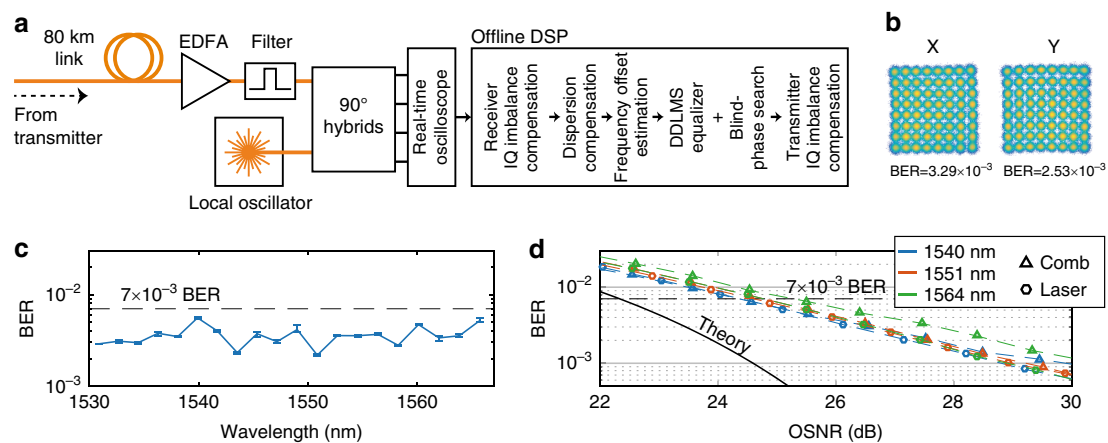 a
80 km
link
EDFA
Filter
From
transmitter
90°
hybrids
Local oscillator
Real-time
oscilloscope
Offline DSP
Receiver
IQ imbalance
compensation
Dispersion
compensation
Frequency offset
estimation
DDLMS
equalizer
+
Blind-
phase search
Transmitter
IQ imbalance
compensation
b
X
Y
BER=3.29×10⁻³
BER=2.53×10⁻³
c
BER
10⁻²
10⁻³
7×10⁻³ BER
1530
1540
1550
1560
Wavelength (nm)
d
BER
10⁻²
10⁻³
7×10⁻³ BER
Theory
1540 nm
1551 nm
1564 nm
Comb
Laser
22
24
26
28
30
OSNR (dB)